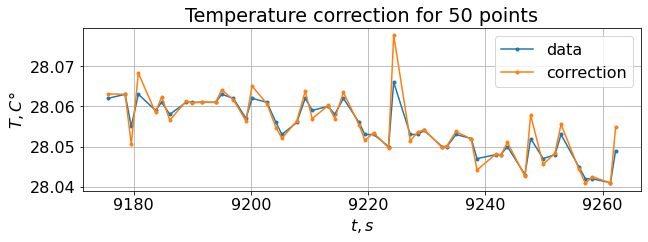 Temperature correction for 50 points
data
correction
T, C°
28.07
28.06
28.05
28.04
9180 9200 9220 9240 9260
t, s